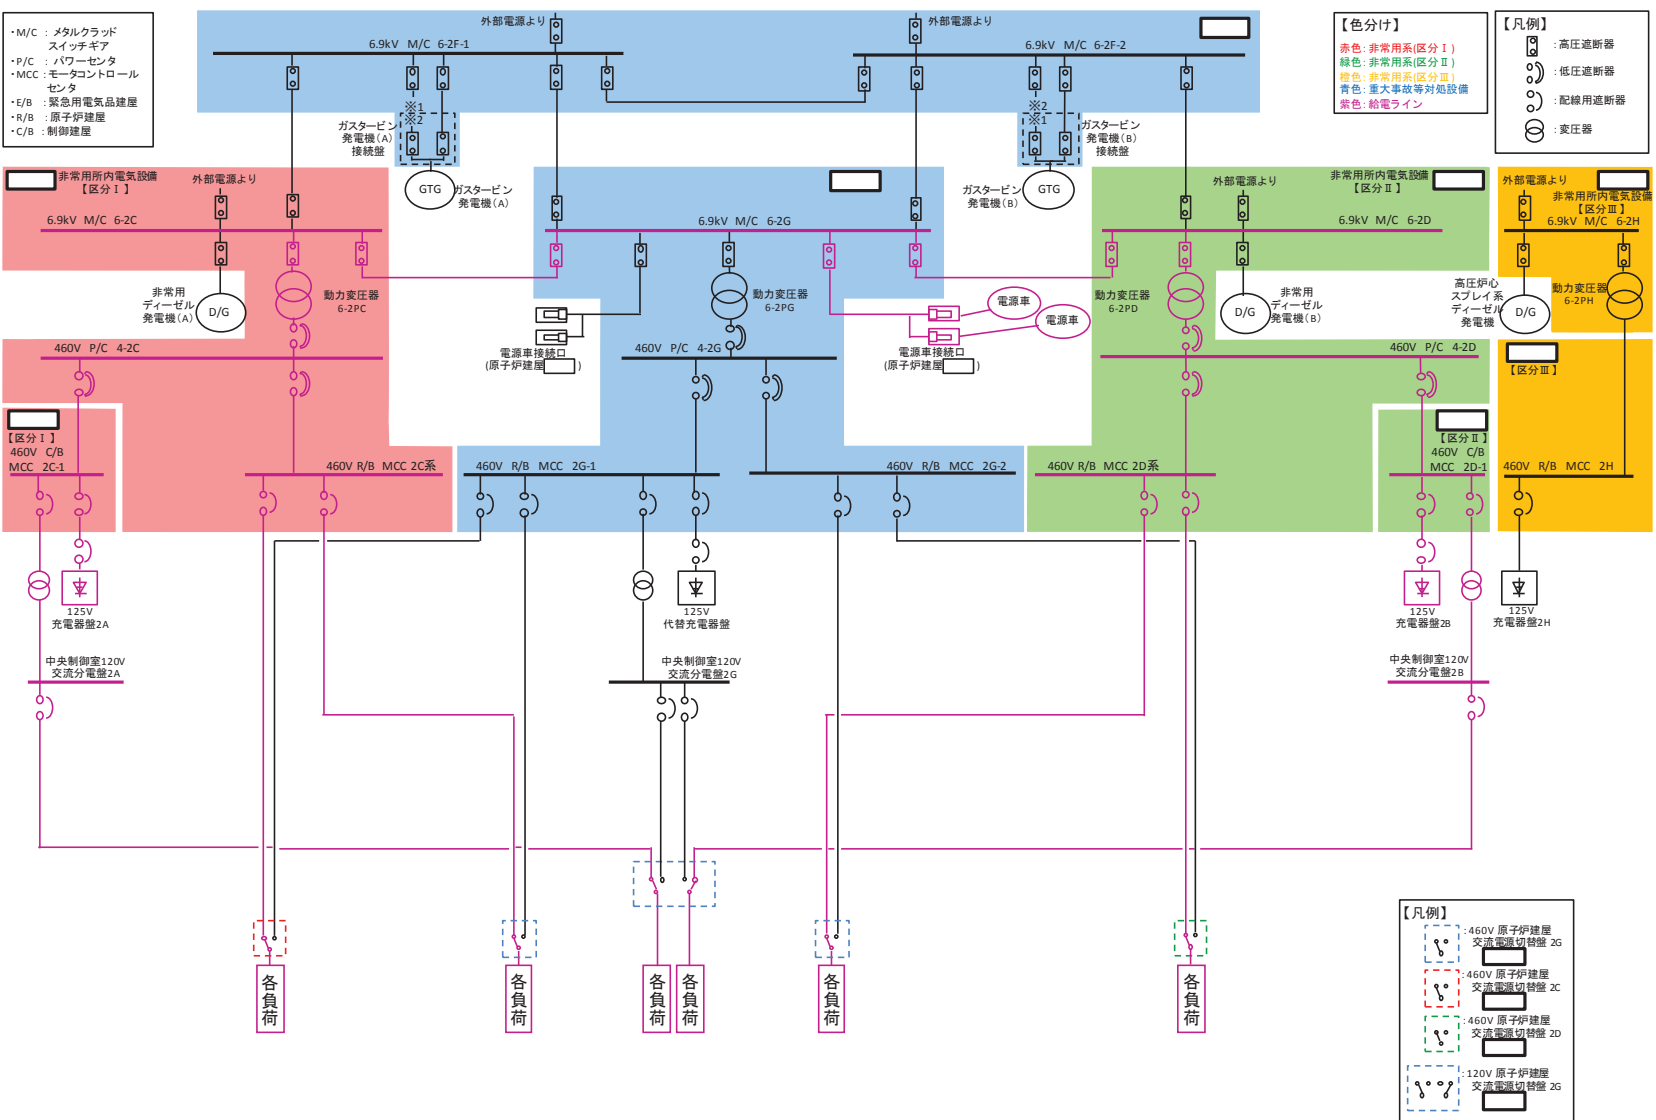 ・M/C : メタルクラッド
スイッチギア
・P/C : パワーセンタ
・MCC : モータコントロール
センタ
・E/B : 緊急用電気品建屋
・R/B : 原子炉建屋
・C/B : 制御建屋
外部電源より
6.9kV M/C 6-2F-1
外部電源より
6.9kV M/C 6-2F-2
【色分け】
赤色: 非常用系(区分Ⅰ)
緑色: 非常用系(区分Ⅱ)
橙色: 非常用系(区分Ⅲ)
青色: 重大事故等対処設備
紫色: 給電ライン
【凡例】
: 高圧遮断器
: 低圧遮断器
: 配線用遮断器
: 変圧器
※1
※2
ガスタービン
発電機(A)
接続盤
GTG
ガスタービン
発電機(A)
※2
※1
ガスタービン
発電機(B)
接続盤
GTG
ガスタービン
発電機(B)
非常用所内電気設備
【区分Ⅰ】
外部電源より
6.9kV M/C 6-2C
非常用
ディーゼル
発電機(A)
D/G
動力変圧器
6-2PC
460V P/C 4-2C
6.9kV M/C 6-2G
動力変圧器
6-2PG
460V P/C 4-2G
電源車接続口
(原子炉建屋 )
電源車
電源車
電源車接続口
(原子炉建屋 )
外部電源より
非常用所内電気設備
【区分Ⅱ】
6.9kV M/C 6-2D
動力変圧器
6-2PD
D/G
非常用
ディーゼル
発電機(B)
460V P/C 4-2D
外部電源より
非常用所内電気設備
【区分Ⅲ】
6.9kV M/C 6-2H
高圧炉心
スプレイ系
ディーゼル
発電機
D/G
動力変圧器
6-2PH
【区分Ⅲ】
【区分Ⅰ】
460V C/B
MCC 2C-1
460V R/B MCC 2C系
460V R/B MCC 2G-1
460V R/B MCC 2G-2
460V R/B MCC 2D系
【区分Ⅱ】
460V C/B
MCC 2D-1
460V R/B MCC 2H
125V
充電器盤2A
125V
代替充電器盤
125V
充電器盤2B
125V
充電器盤2H
中央制御室120V
交流分電盤2A
中央制御室120V
交流分電盤2G
中央制御室120V
交流分電盤2B
各負荷
各負荷
各負荷
各負荷
各負荷
各負荷
【凡例】
: 460V 原子炉建屋
交流電源切替盤 2G
: 460V 原子炉建屋
交流電源切替盤 2C
: 460V 原子炉建屋
交流電源切替盤 2D
: 120V 原子炉建屋
交流電源切替盤 2G